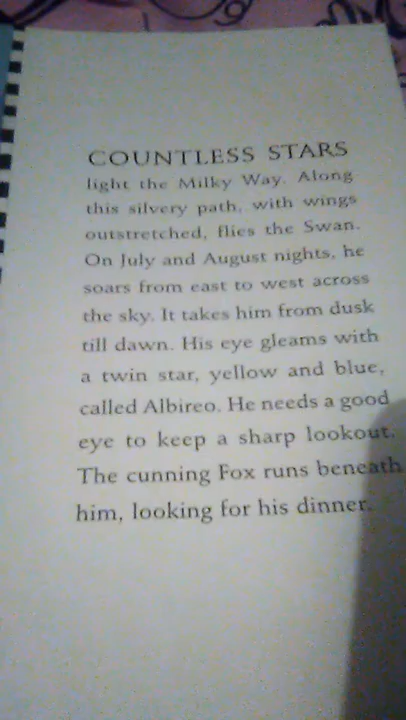 COUNTLESS STARS
light the Milky Way. Along
this silvery path, with wings
outstretched, flies the Swan.
On July and August nights, he
soars from east to west across
the sky. It takes him from dusk
till dawn. His eye gleams with
a twin star, yellow and blue,
called Albireo. He needs a good
eye to keep a sharp lookout.
The cunning Fox runs beneath
him, looking for his dinner.